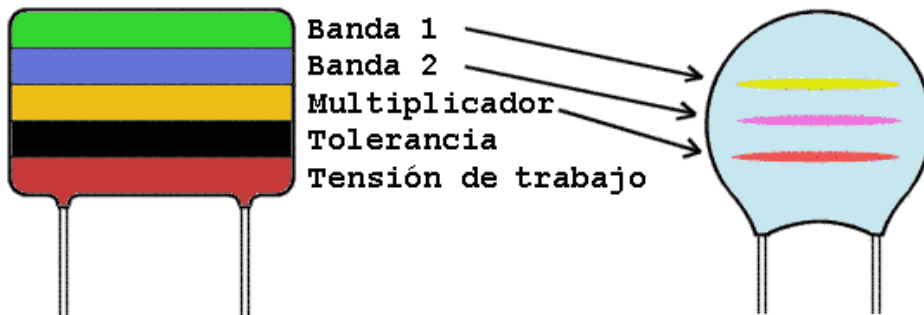 Banda 1
Banda 2
Multiplicador
Tolerancia
Tensión de trabajo